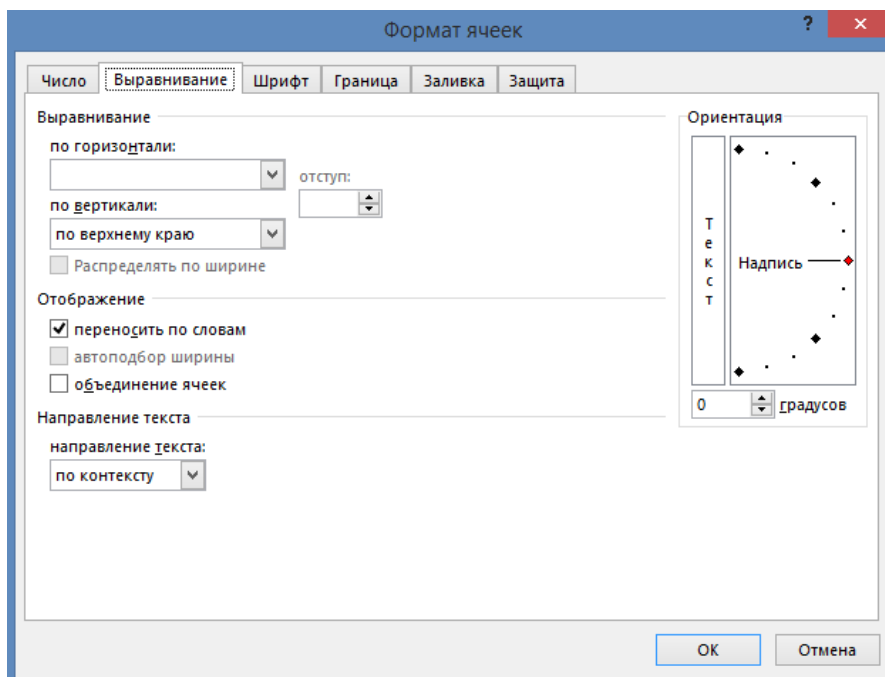 Формат ячеек ? ×
Число Выравнивание Шрифт Граница Заливка Защита
Выравнивание
по горизонтали:
отступ:
по вертикали:
по верхнему краю
Распределять по ширине
Отображение
переносить по словам
автоподбор ширины
объединение ячеек
Направление текста
направление текста:
по контексту
Ориентация
Текст
Надпись
0 градусов
ОК Отмена